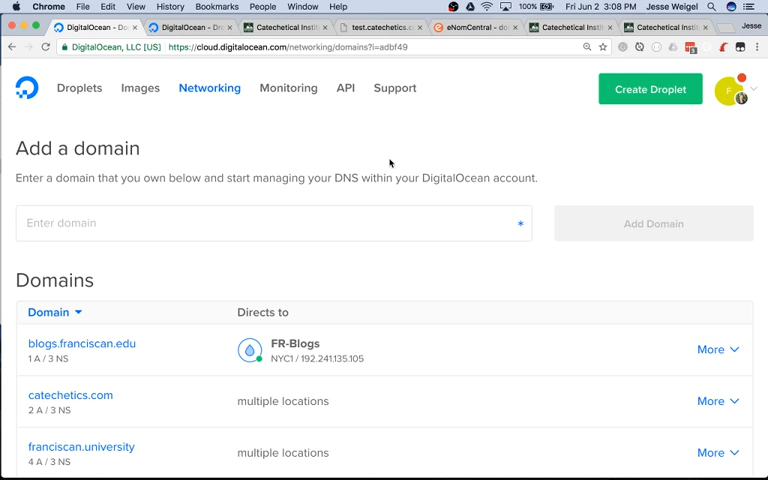 Chrome File Edit View History Bookmarks People Window Help 100% Fri Jun 2 3:08 PM Jesse Weigel
DigitalOcean - Do DigitalOcean - Dro Catechetical Instit test.catechetics.c eNomCentral - do Catechetical Insti Catechetical Insti Jesse
DigitalOcean, LLC [US] https://cloud.digitalocean.com/networking/domains?i=adbf49
Droplets Images Networking Monitoring API Support Create Droplet F
Add a domain
Enter a domain that you own below and start managing your DNS within your DigitalOcean account.
Enter domain * Add Domain
Domains
Domain Directs to
blogs.franciscan.edu FR-Blogs More
1 A / 3 NS NYC1 / 192.241.135.105
catechetics.com multiple locations More
2 A / 3 NS
franciscan.university multiple locations More
4 A / 3 NS